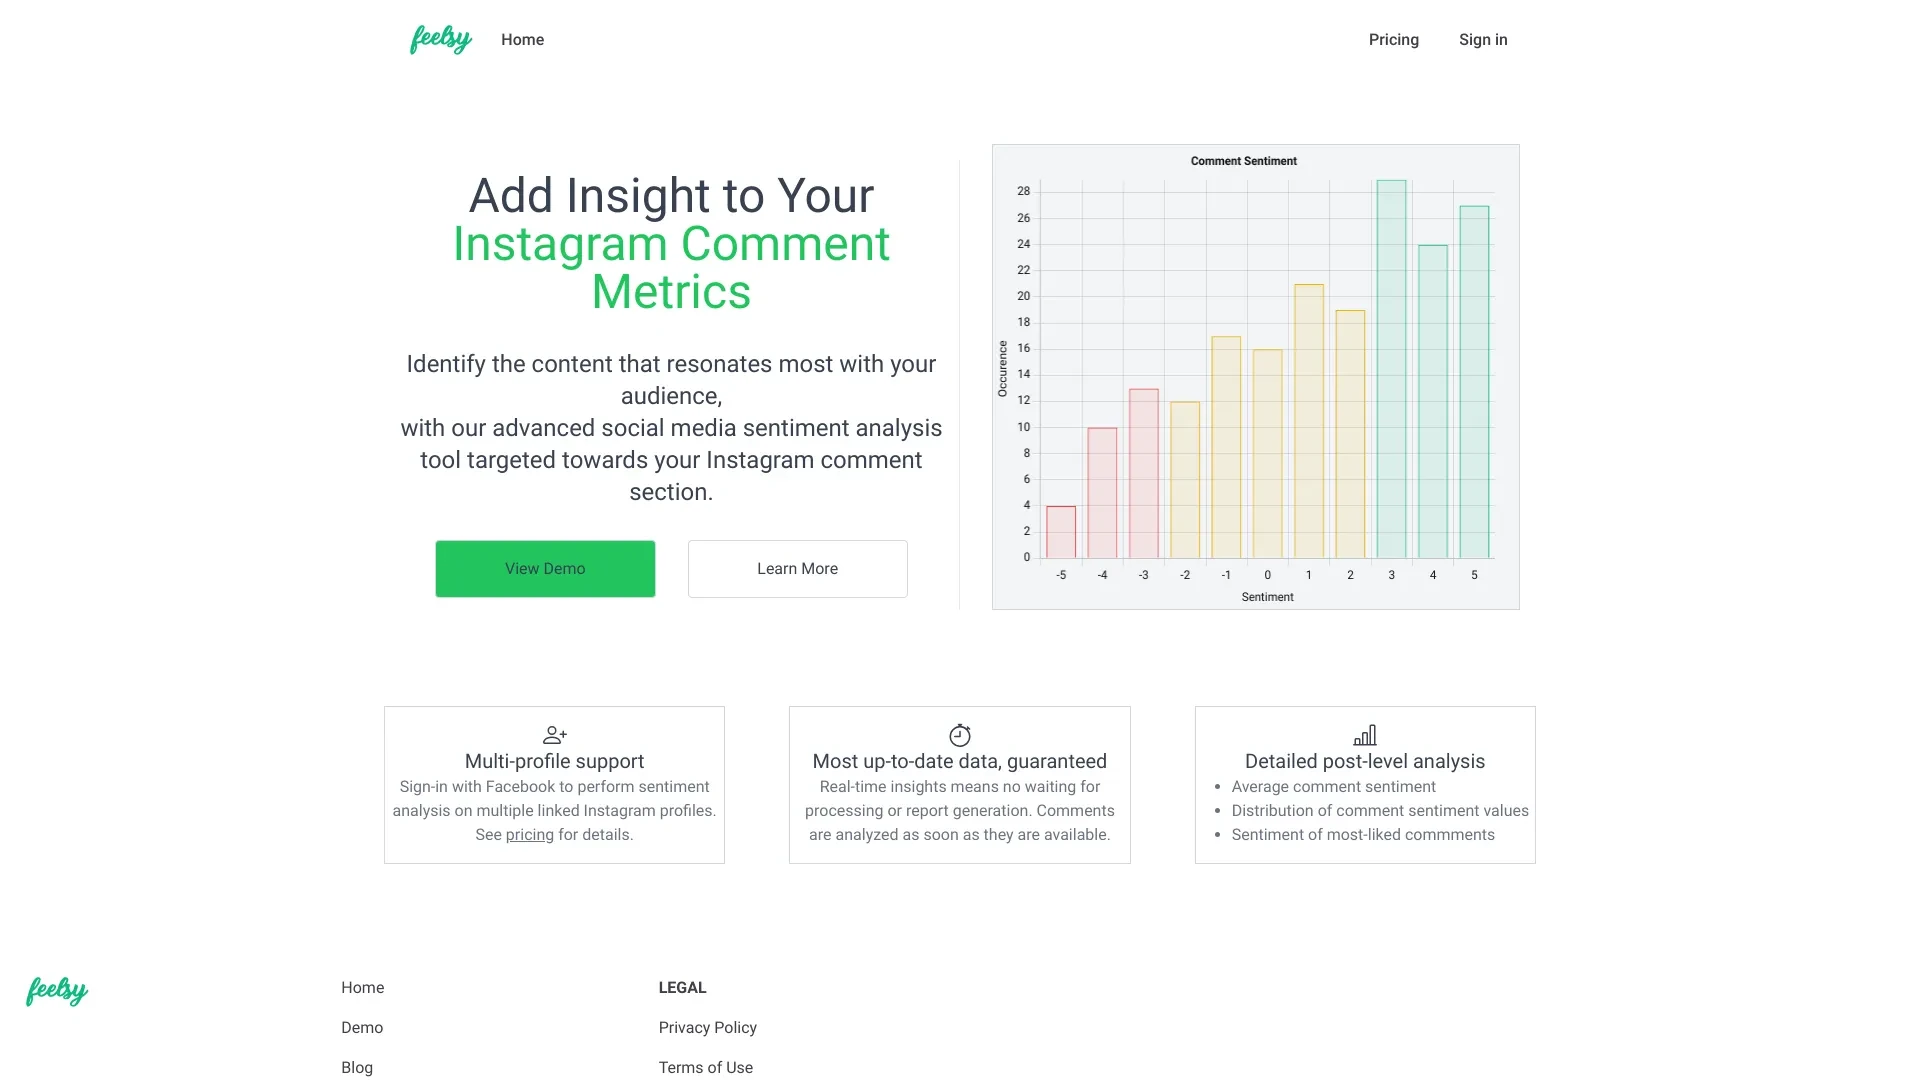 feelsy
Home
Pricing
Sign in
Add Insight to Your
Instagram Comment
Metrics
Identify the content that resonates most with your
audience,
with our advanced social media sentiment analysis
tool targeted towards your Instagram comment
section.
View Demo
Learn More
Comment Sentiment
Occurence
28
26
24
22
20
18
16
14
12
10
8
6
4
2
0
-5 -4 -3 -2 -1 0 1 2 3 4 5
Sentiment
Multi-profile support
Sign-in with Facebook to perform sentiment
analysis on multiple linked Instagram profiles.
See pricing for details.
Most up-to-date data, guaranteed
Real-time insights means no waiting for
processing or report generation. Comments
are analyzed as soon as they are available.
Detailed post-level analysis
• Average comment sentiment
• Distribution of comment sentiment values
• Sentiment of most-liked commments
feelsy
Home
Demo
Blog
LEGAL
Privacy Policy
Terms of Use